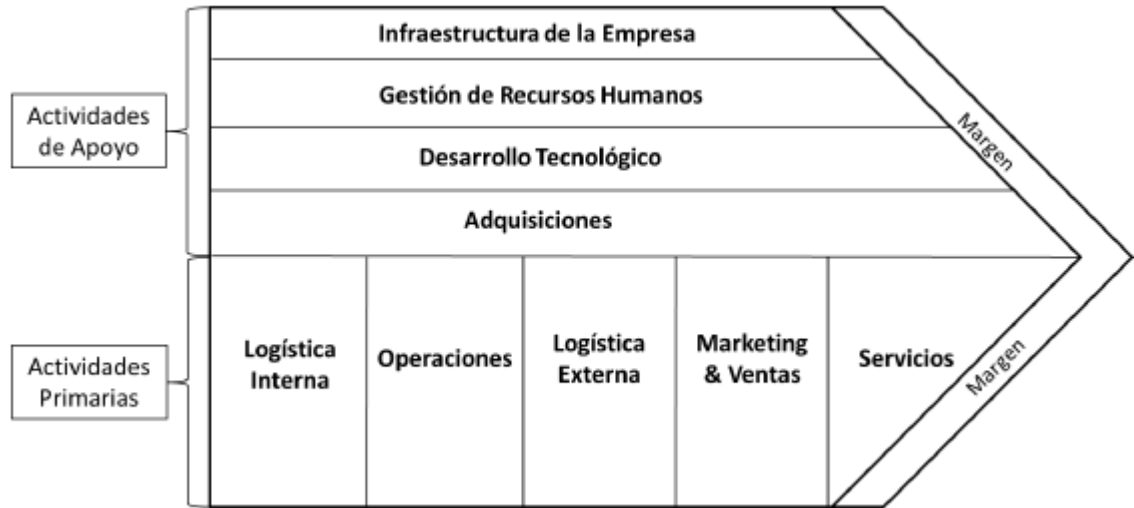 Infraestructura de la Empresa
Gestión de Recursos Humanos
Desarrollo Tecnológico
Adquisiciones
Actividades
de Apoyo
Margen
Logística
Interna
Operaciones
Logística
Externa
Marketing
& Ventas
Servicios
Actividades
Primarias
Margen